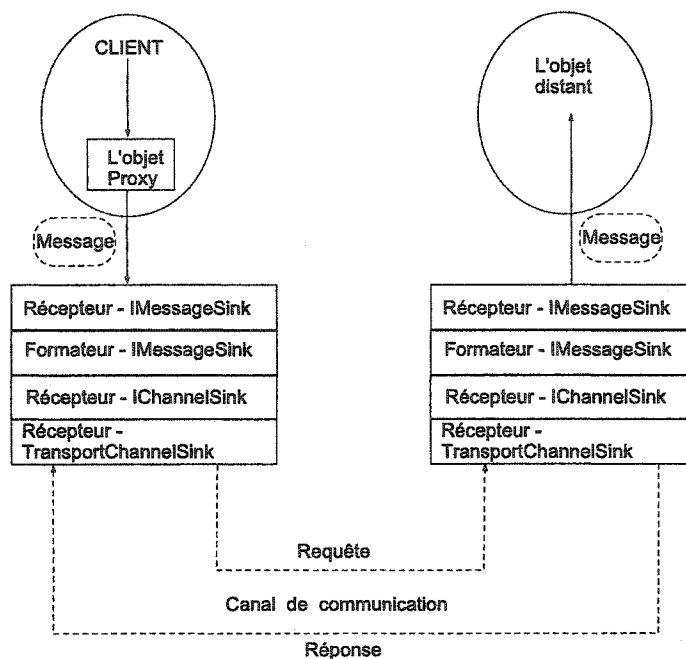 CLIENT
L'objet
Proxy
Message
Récepteur - IMessageSink
Formateur - IMessageSink
Récepteur - IChannelSink
Récepteur -
TransportChannelSink
L'objet
distant
Message
Récepteur - IMessageSink
Formateur - IMessageSink
Récepteur - IChannelSink
Récepteur -
TransportChannelSink
Requête
Canal de communication
Réponse